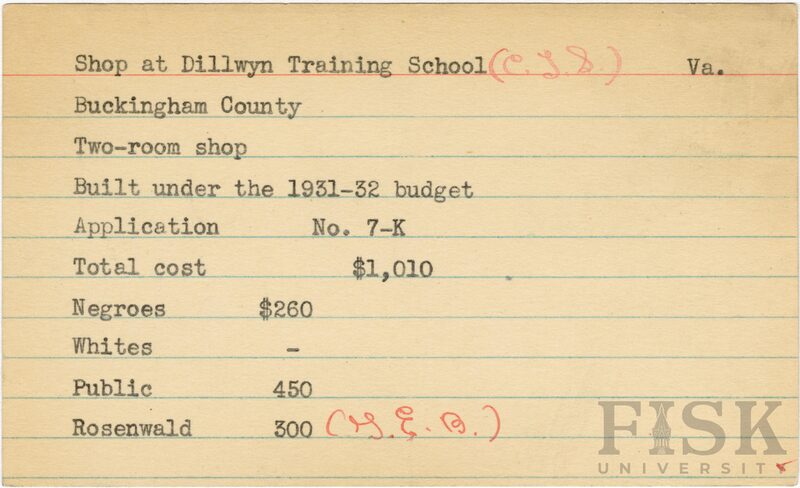 Shop at Dillwyn Training School (C.T.S.) Va.
Buckingham County
Two-room shop
Built under the 1931-32 budget
Application No. 7-K
Total cost $1,010
Negroes $260
Whites -
Public 450
Rosenwald 300 (G.E.B.)
FISK
UNIVERSITY